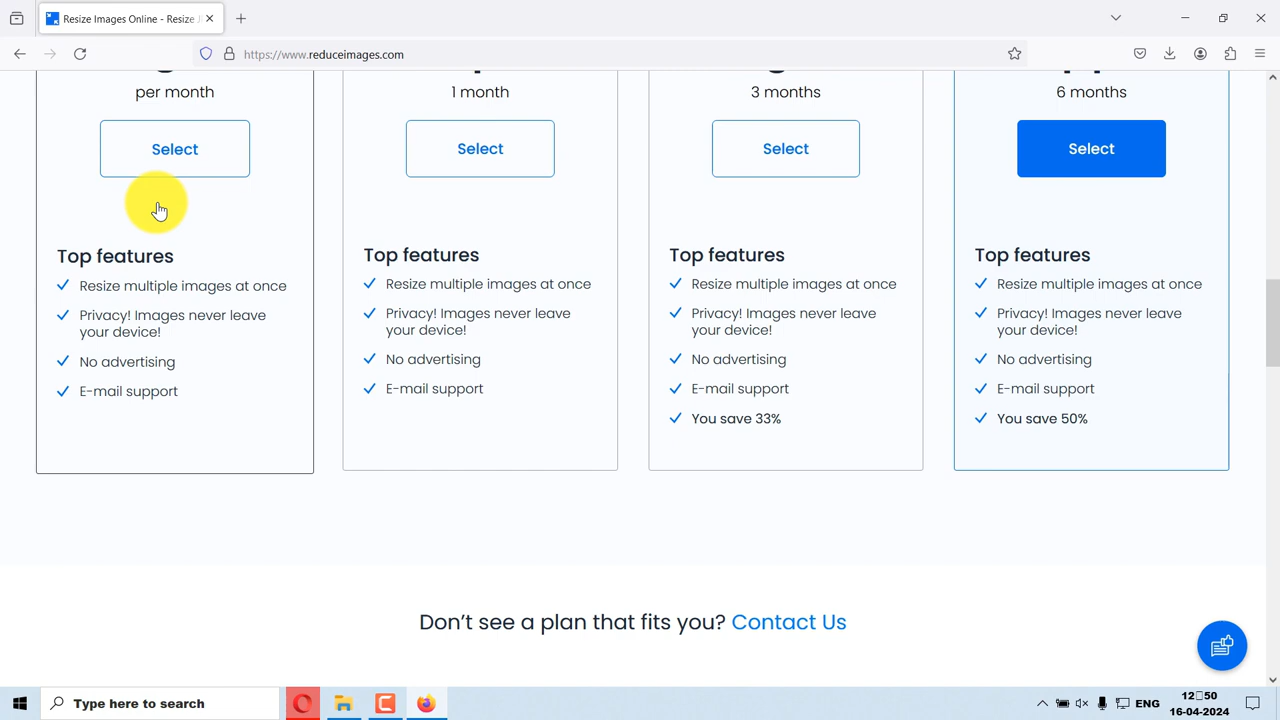 Resize Images Online - Resize J
https://www.reduceimages.com
per month
Select
Top features
Resize multiple images at once
Privacy! Images never leave
your device!
No advertising
E-mail support
1 month
Select
Top features
Resize multiple images at once
Privacy! Images never leave
your device!
No advertising
E-mail support
3 months
Select
Top features
Resize multiple images at once
Privacy! Images never leave
your device!
No advertising
E-mail support
You save 33%
6 months
Select
Top features
Resize multiple images at once
Privacy! Images never leave
your device!
No advertising
E-mail support
You save 50%
Don’t see a plan that fits you? Contact Us
Type here to search
ENG
12▯50
16-04-2024